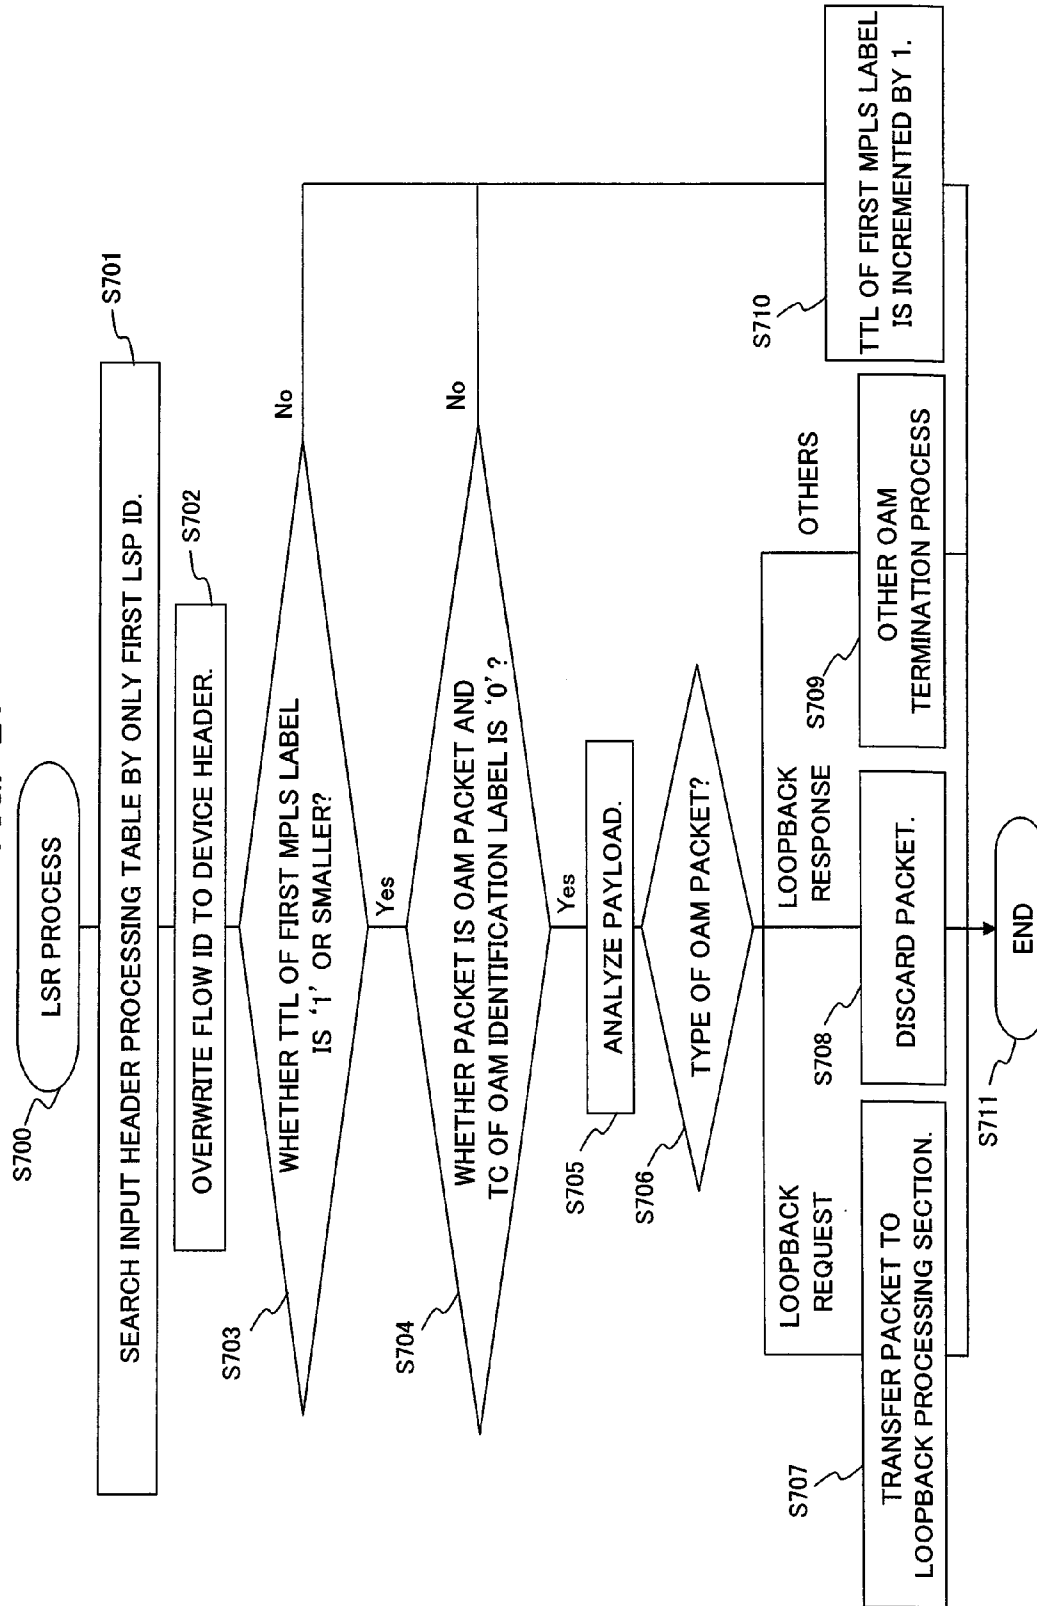 LSR PROCESS
S700
SEARCH INPUT HEADER PROCESSING TABLE BY ONLY FIRST LSP ID.
S701
OVERWRITE FLOW ID TO DEVICE HEADER.
S702
WHETHER TTL OF FIRST MPLS LABEL
IS '1' OR SMALLER?
S703
No
Yes
WHETHER PACKET IS OAM PACKET AND
TC OF OAM IDENTIFICATION LABEL IS '0'?
S704
No
Yes
ANALYZE PAYLOAD.
S705
TYPE OF OAM PACKET?
S706
LOOPBACK
REQUEST
LOOPBACK
RESPONSE
OTHERS
S707
TRANSFER PACKET TO
LOOPBACK PROCESSING SECTION.
S708
DISCARD PACKET.
S709
OTHER OAM
TERMINATION PROCESS
S710
TTL OF FIRST MPLS LABEL
IS INCREMENTED BY 1.
S711
END